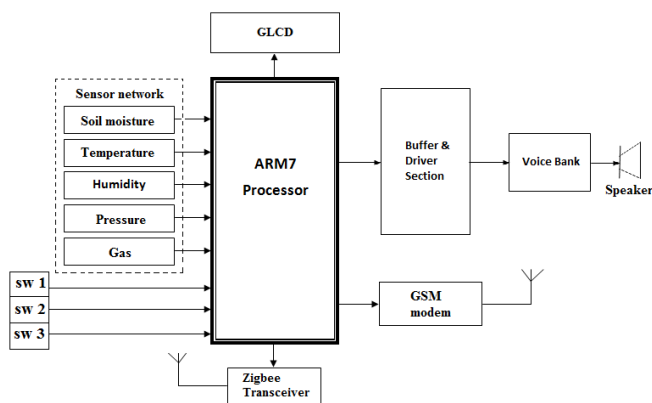 GLCD
Sensor network
Soil moisture
Temperature
Humidity
Pressure
Gas
sw 1
sw 2
sw 3
ARM7
Processor
Buffer &
Driver
Section
Voice Bank
Speaker
GSM
modem
Zigbee
Transceiver